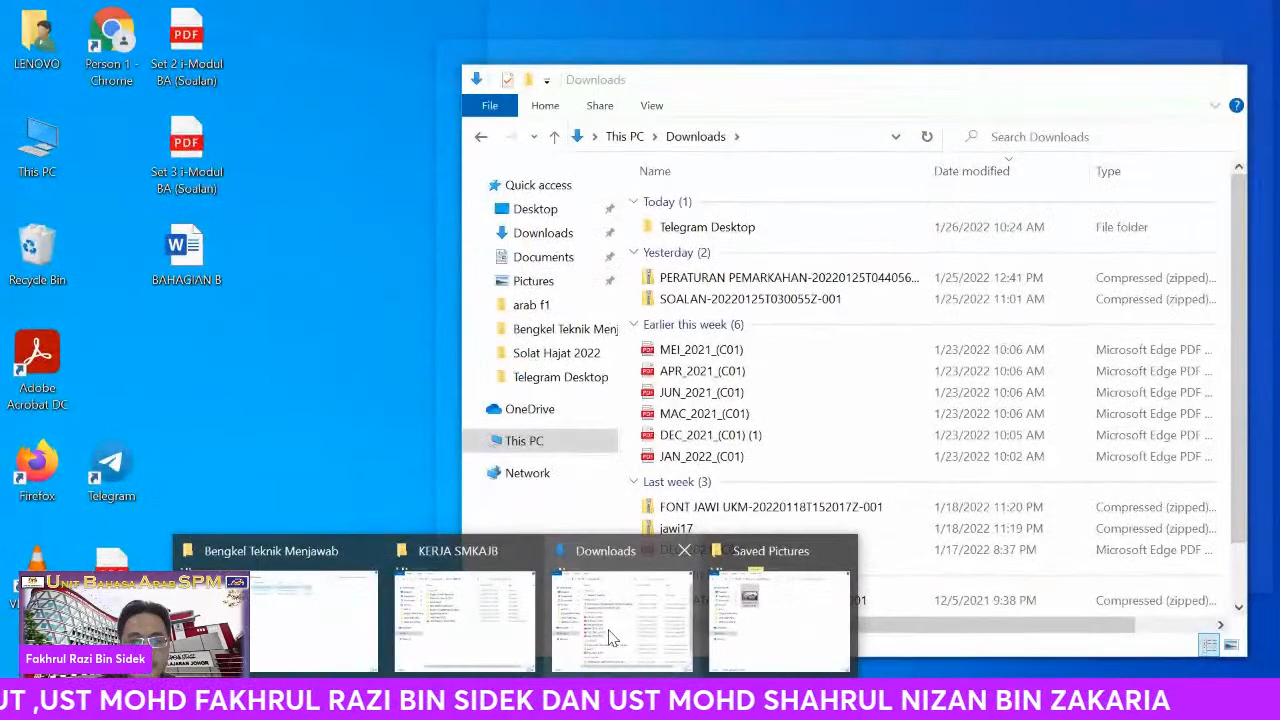 LENOVO
Person 1 -
Chrome
Set 2 i-Modul
BA (Soalan)
This PC
Set 3 i-Modul
BA (Soalan)
Recycle Bin
BAHAGIAN B
Adobe
Acrobat DC
Firefox
Telegram
Downloads
File
Home
Share
View
This PC
Downloads
Search Downloads
Name
Date modified
Type
Quick access
Desktop
Downloads
Documents
Pictures
arab f1
Bengkel Teknik Menj
Solat Hajat 2022
Telegram Desktop
OneDrive
This PC
Network
Today (1)
Telegram Desktop 1/26/2022 10:24 AM File folder
Yesterday (2)
PERATURAN PEMARKAHAN-20220125T044056... 1/25/2022 12:41 PM Compressed (zipped)...
SOALAN-20220125T030055Z-001 1/25/2022 11:01 AM Compressed (zipped)...
Earlier this week (6)
MEI_2021_(C01) 1/23/2022 10:06 AM Microsoft Edge PDF ...
APR_2021_(C01) 1/23/2022 10:06 AM Microsoft Edge PDF ...
JUN_2021_(C01) 1/23/2022 10:06 AM Microsoft Edge PDF ...
MAC_2021_(C01) 1/23/2022 10:06 AM Microsoft Edge PDF ...
DEC_2021_(C01) (1) 1/23/2022 10:05 AM Microsoft Edge PDF ...
JAN_2022_(C01) 1/23/2022 10:02 AM Microsoft Edge PDF ...
Last week (3)
FONT JAWI UKM-20220118T152017Z-001 1/18/2022 11:20 PM Compressed (zipped)...
jawi17 1/18/2022 11:19 PM Compressed (zipped)...
8:37 PM Microsoft Edge PDF ...
Compressed (zipped)...
Bengkel Teknik Menjawab
KERJA SMKAJB
Downloads
Saved Pictures
UNIT BAHASA ARAB SPM
AJARAN JOHOR
Fakhrul Razi Bin Sidek
UT ,UST MOHD FAKHRUL RAZI BIN SIDEK DAN UST MOHD SHAHRUL NIZAN BIN ZAKARIA